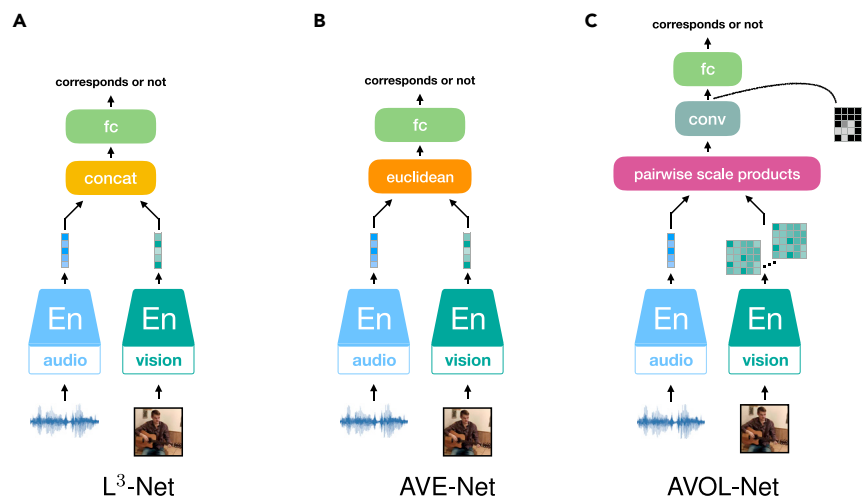 A
corresponds or not
fc
concat
En
En
audio
vision
L³-Net
B
corresponds or not
fc
euclidean
En
En
audio
vision
AVE-Net
C
corresponds or not
fc
conv
pairwise scale products
En
En
audio
vision
AVOL-Net